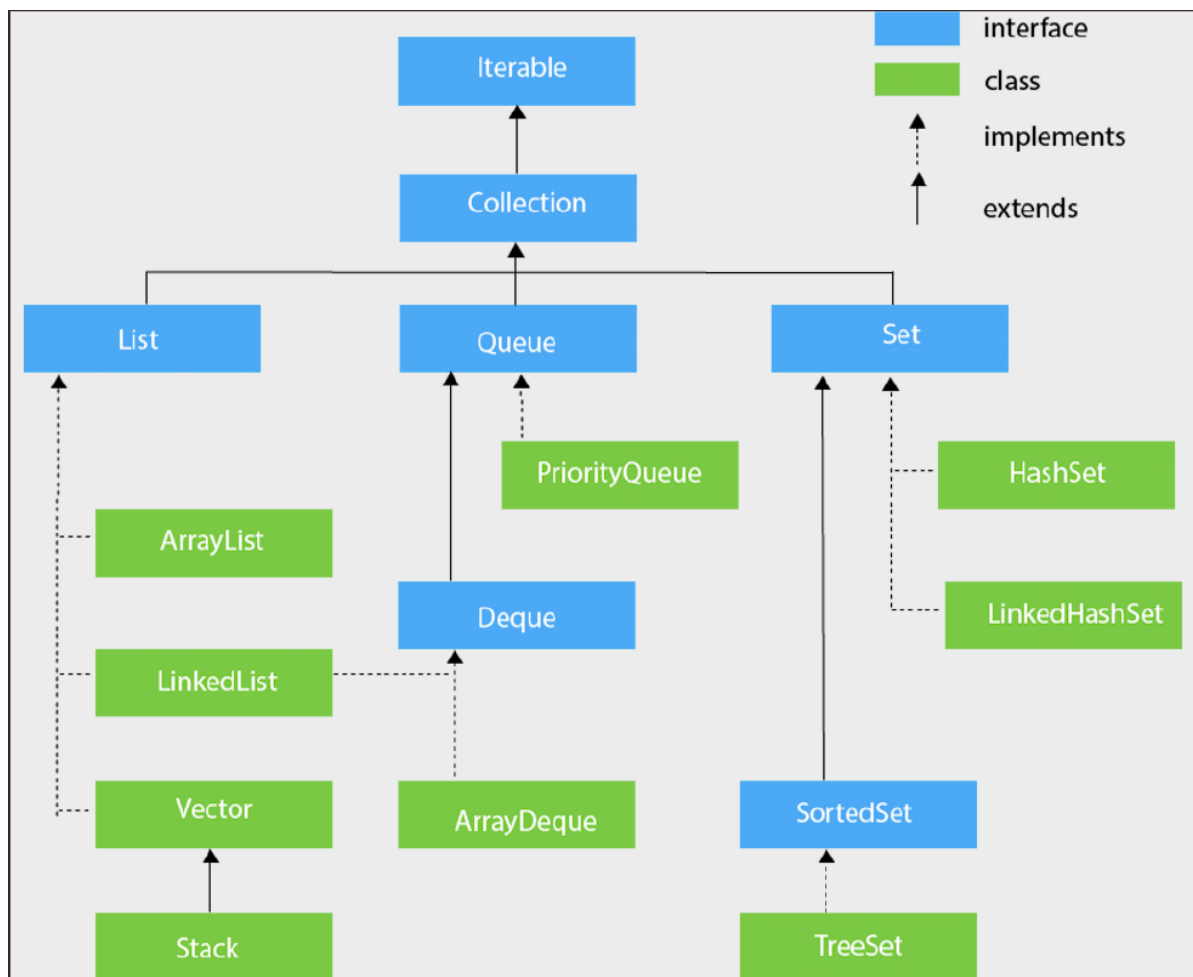 interface
Iterable
class
implements
Collection
extends
List
Queue
Set
PriorityQueue
HashSet
ArrayList
Deque
LinkedHashSet
LinkedList
Vector
ArrayDeque
SortedSet
Stack
TreeSet